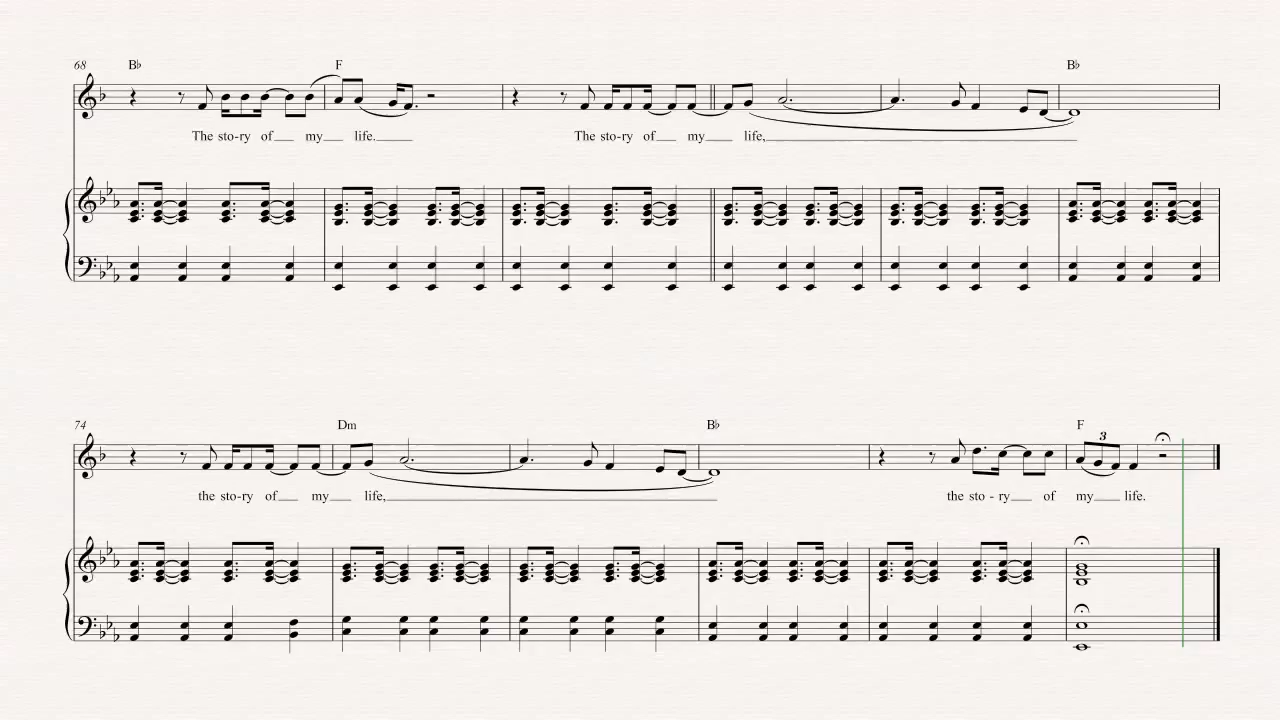 68 B♭ F B♭
The sto-ry of my life. The sto-ry of my life,
74 Dm B♭ F
3
the sto-ry of my life, the sto - ry of my life.